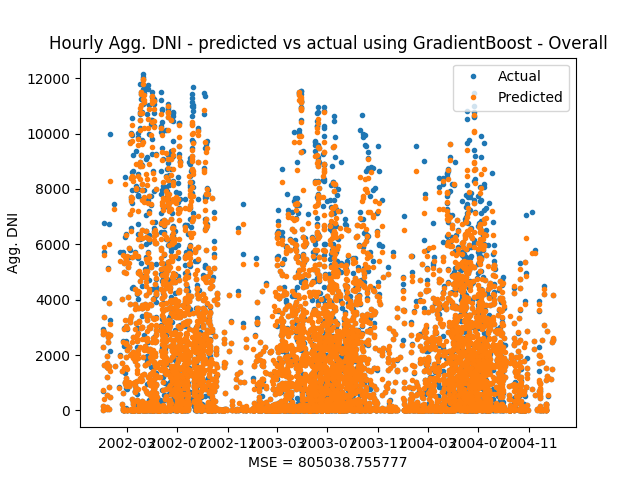 Hourly Agg. DNI - predicted vs actual using GradientBoost - Overall
Actual
Predicted
12000
10000
8000
6000
4000
2000
0
Agg. DNI
2002-03 2002-07 2002-11 2003-03 2003-07 2003-11 2004-03 2004-07 2004-11
MSE = 805038.755777